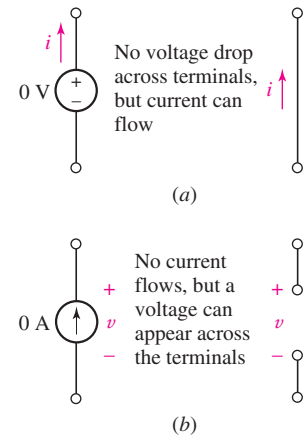 i
0 V
+
−
No voltage drop
across terminals,
but current can
flow
i
(a)
0 A
+
v
−
No current
flows, but a
voltage can
appear across
the terminals
+
v
−
(b)